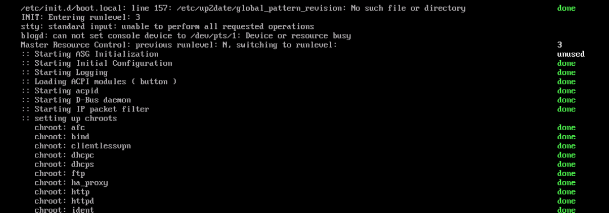 /etc/init.d/boot.local: line 157: /etc/up2date/global_pattern_revision: No such file or directory done
INIT: Entering runlevel: 3
stty: standard input: unable to perform all requested operations
blogd: can not set console device to /dev/pts/1: Device or resource busy
Master Resource Control: previous runlevel: N, switching to runlevel: 3
:: Starting ASG Initialization unused
:: Starting Initial Configuration done
:: Starting Logging done
:: Loading ACPI modules ( button ) done
:: Starting acpid done
:: Starting D-Bus daemon done
:: Starting IP packet filter done
:: setting up chroots
chroot: afc done
chroot: bind done
chroot: clientlessvpn done
chroot: dhcpc done
chroot: dhcps done
chroot: ftp done
chroot: ha_proxy done
chroot: http done
chroot: httpd done
chroot: ident done